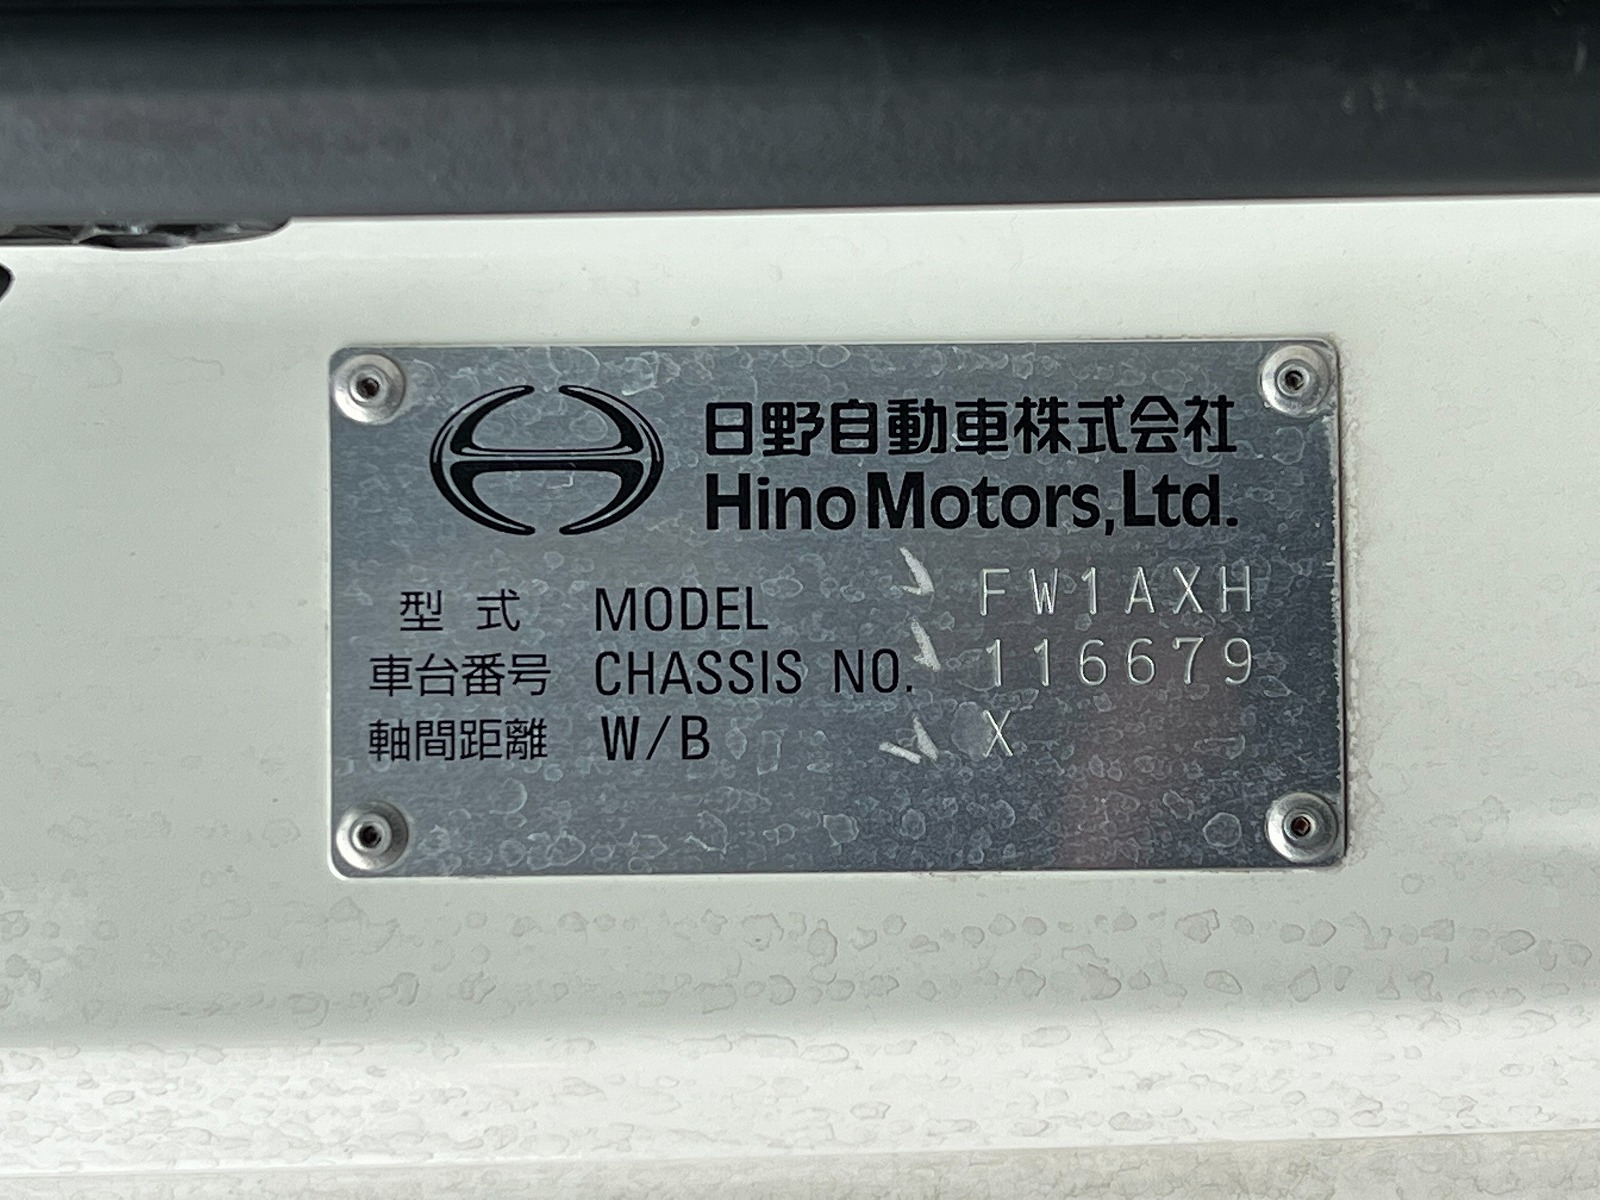 日野自動車株式会社
Hino Motors, Ltd.
型式 MODEL FW1AXH
車台番号 CHASSIS NO. 116679
軸間距離 W/B X